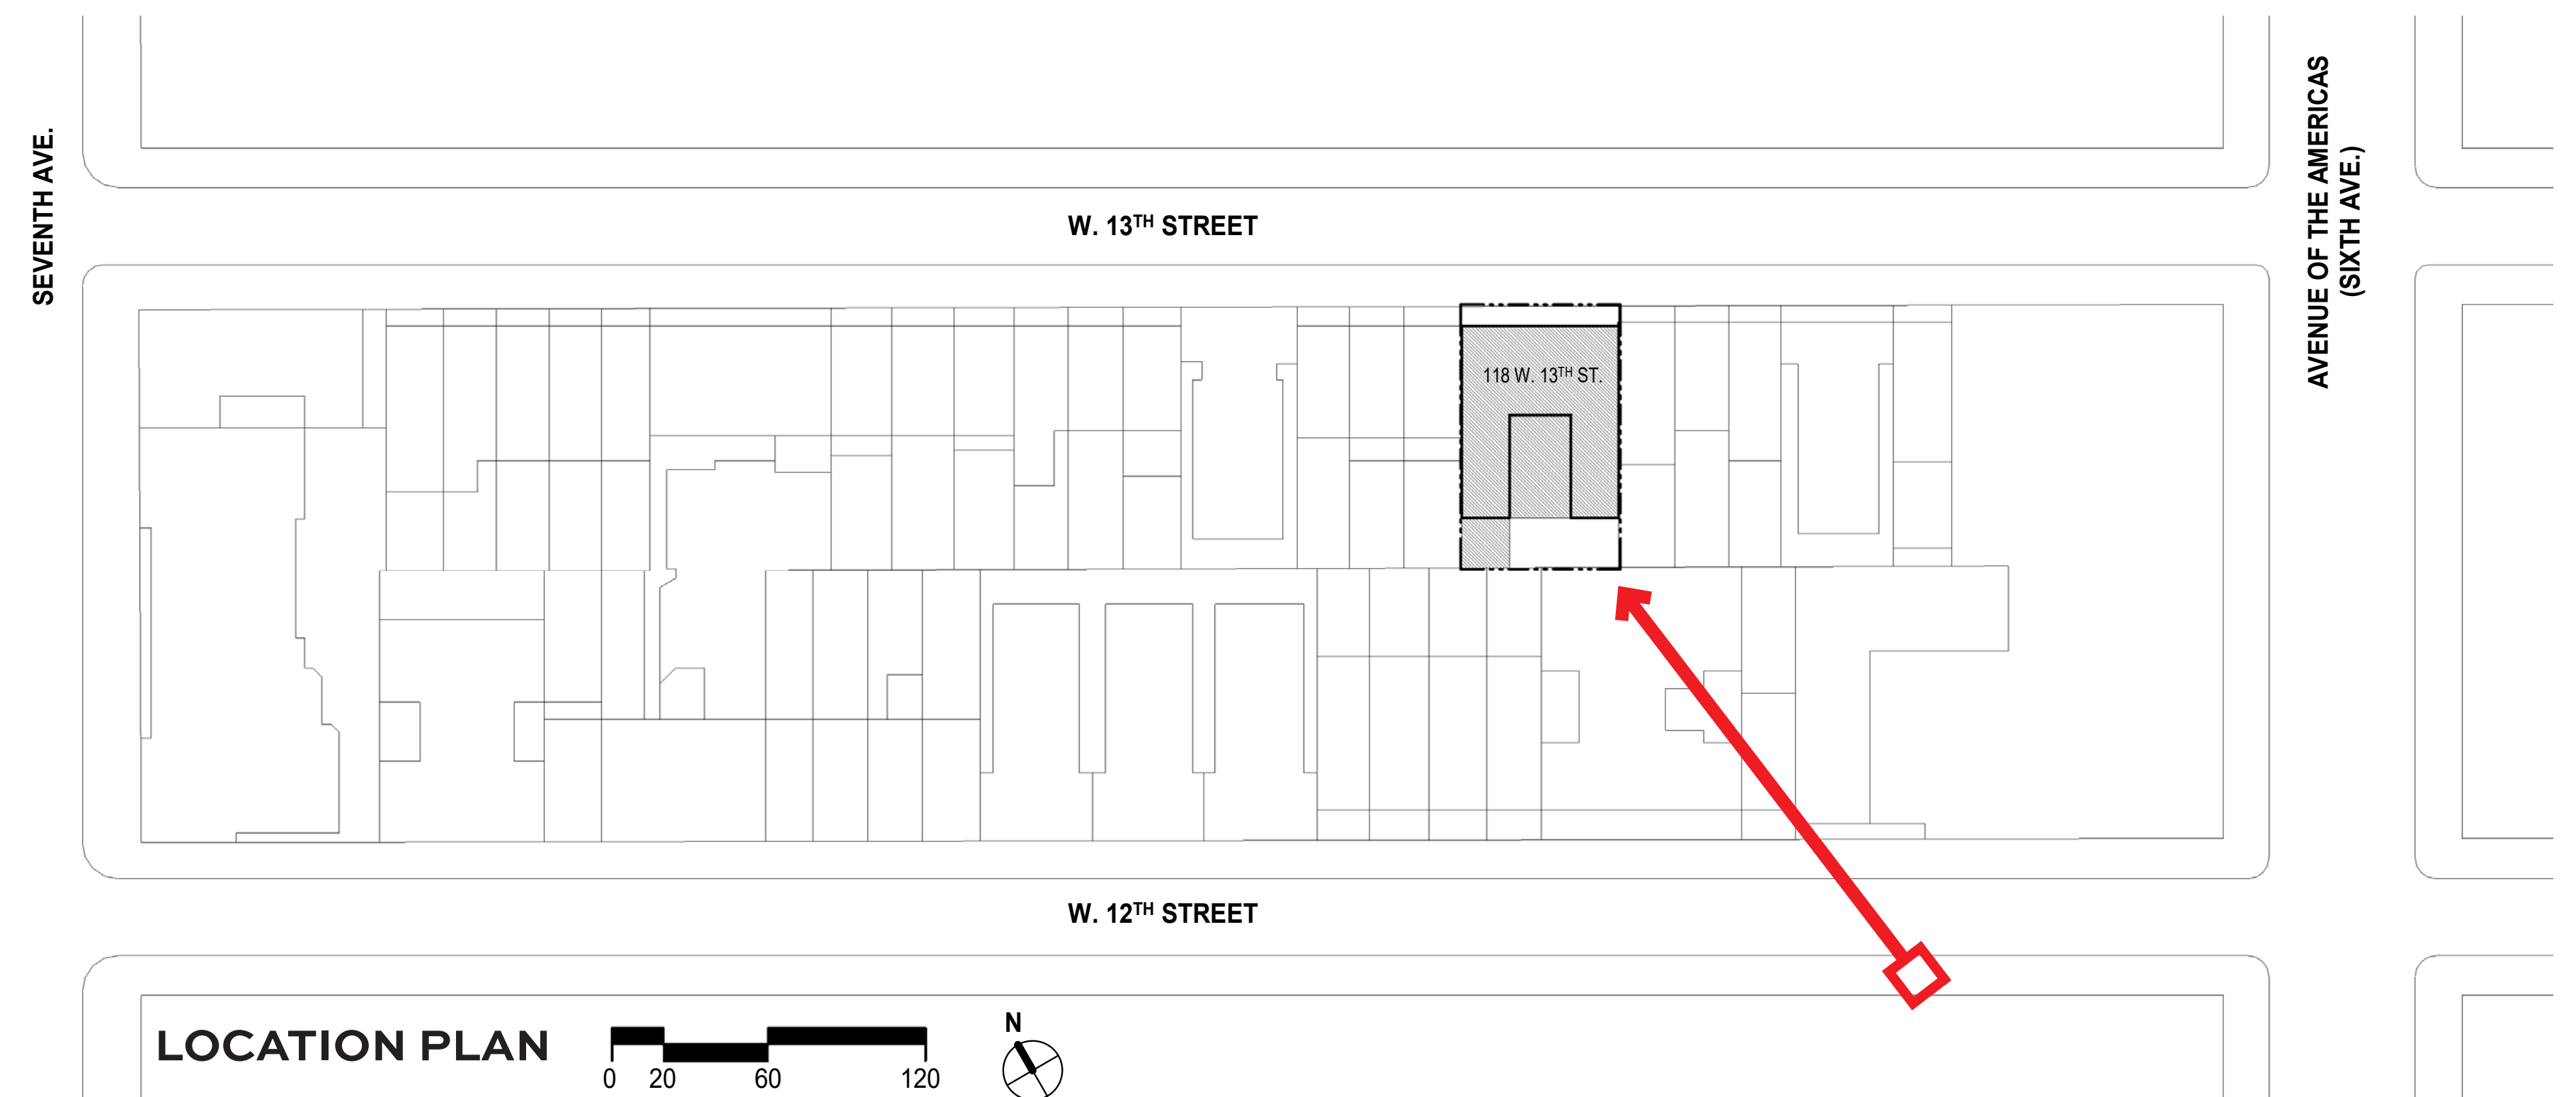 SEVENTH AVE.
W. 13TH STREET
AVENUE OF THE AMERICAS
(SIXTH AVE.)
118 W. 13TH ST.
W. 12TH STREET
LOCATION PLAN
0 20 60 120
N